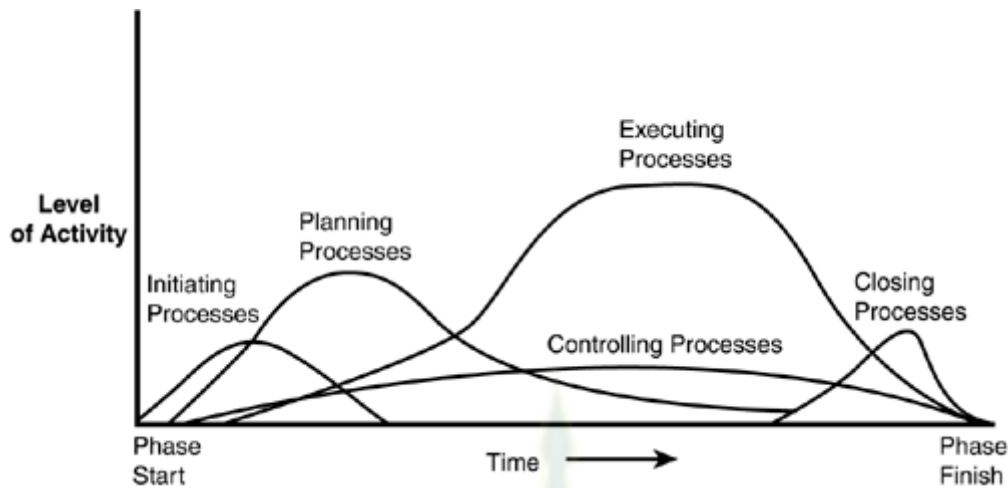 Executing
Processes
Level
of Activity
Planning
Processes
Initiating
Processes
Closing
Processes
Controlling Processes
Phase
Start
Time
Phase
Finish